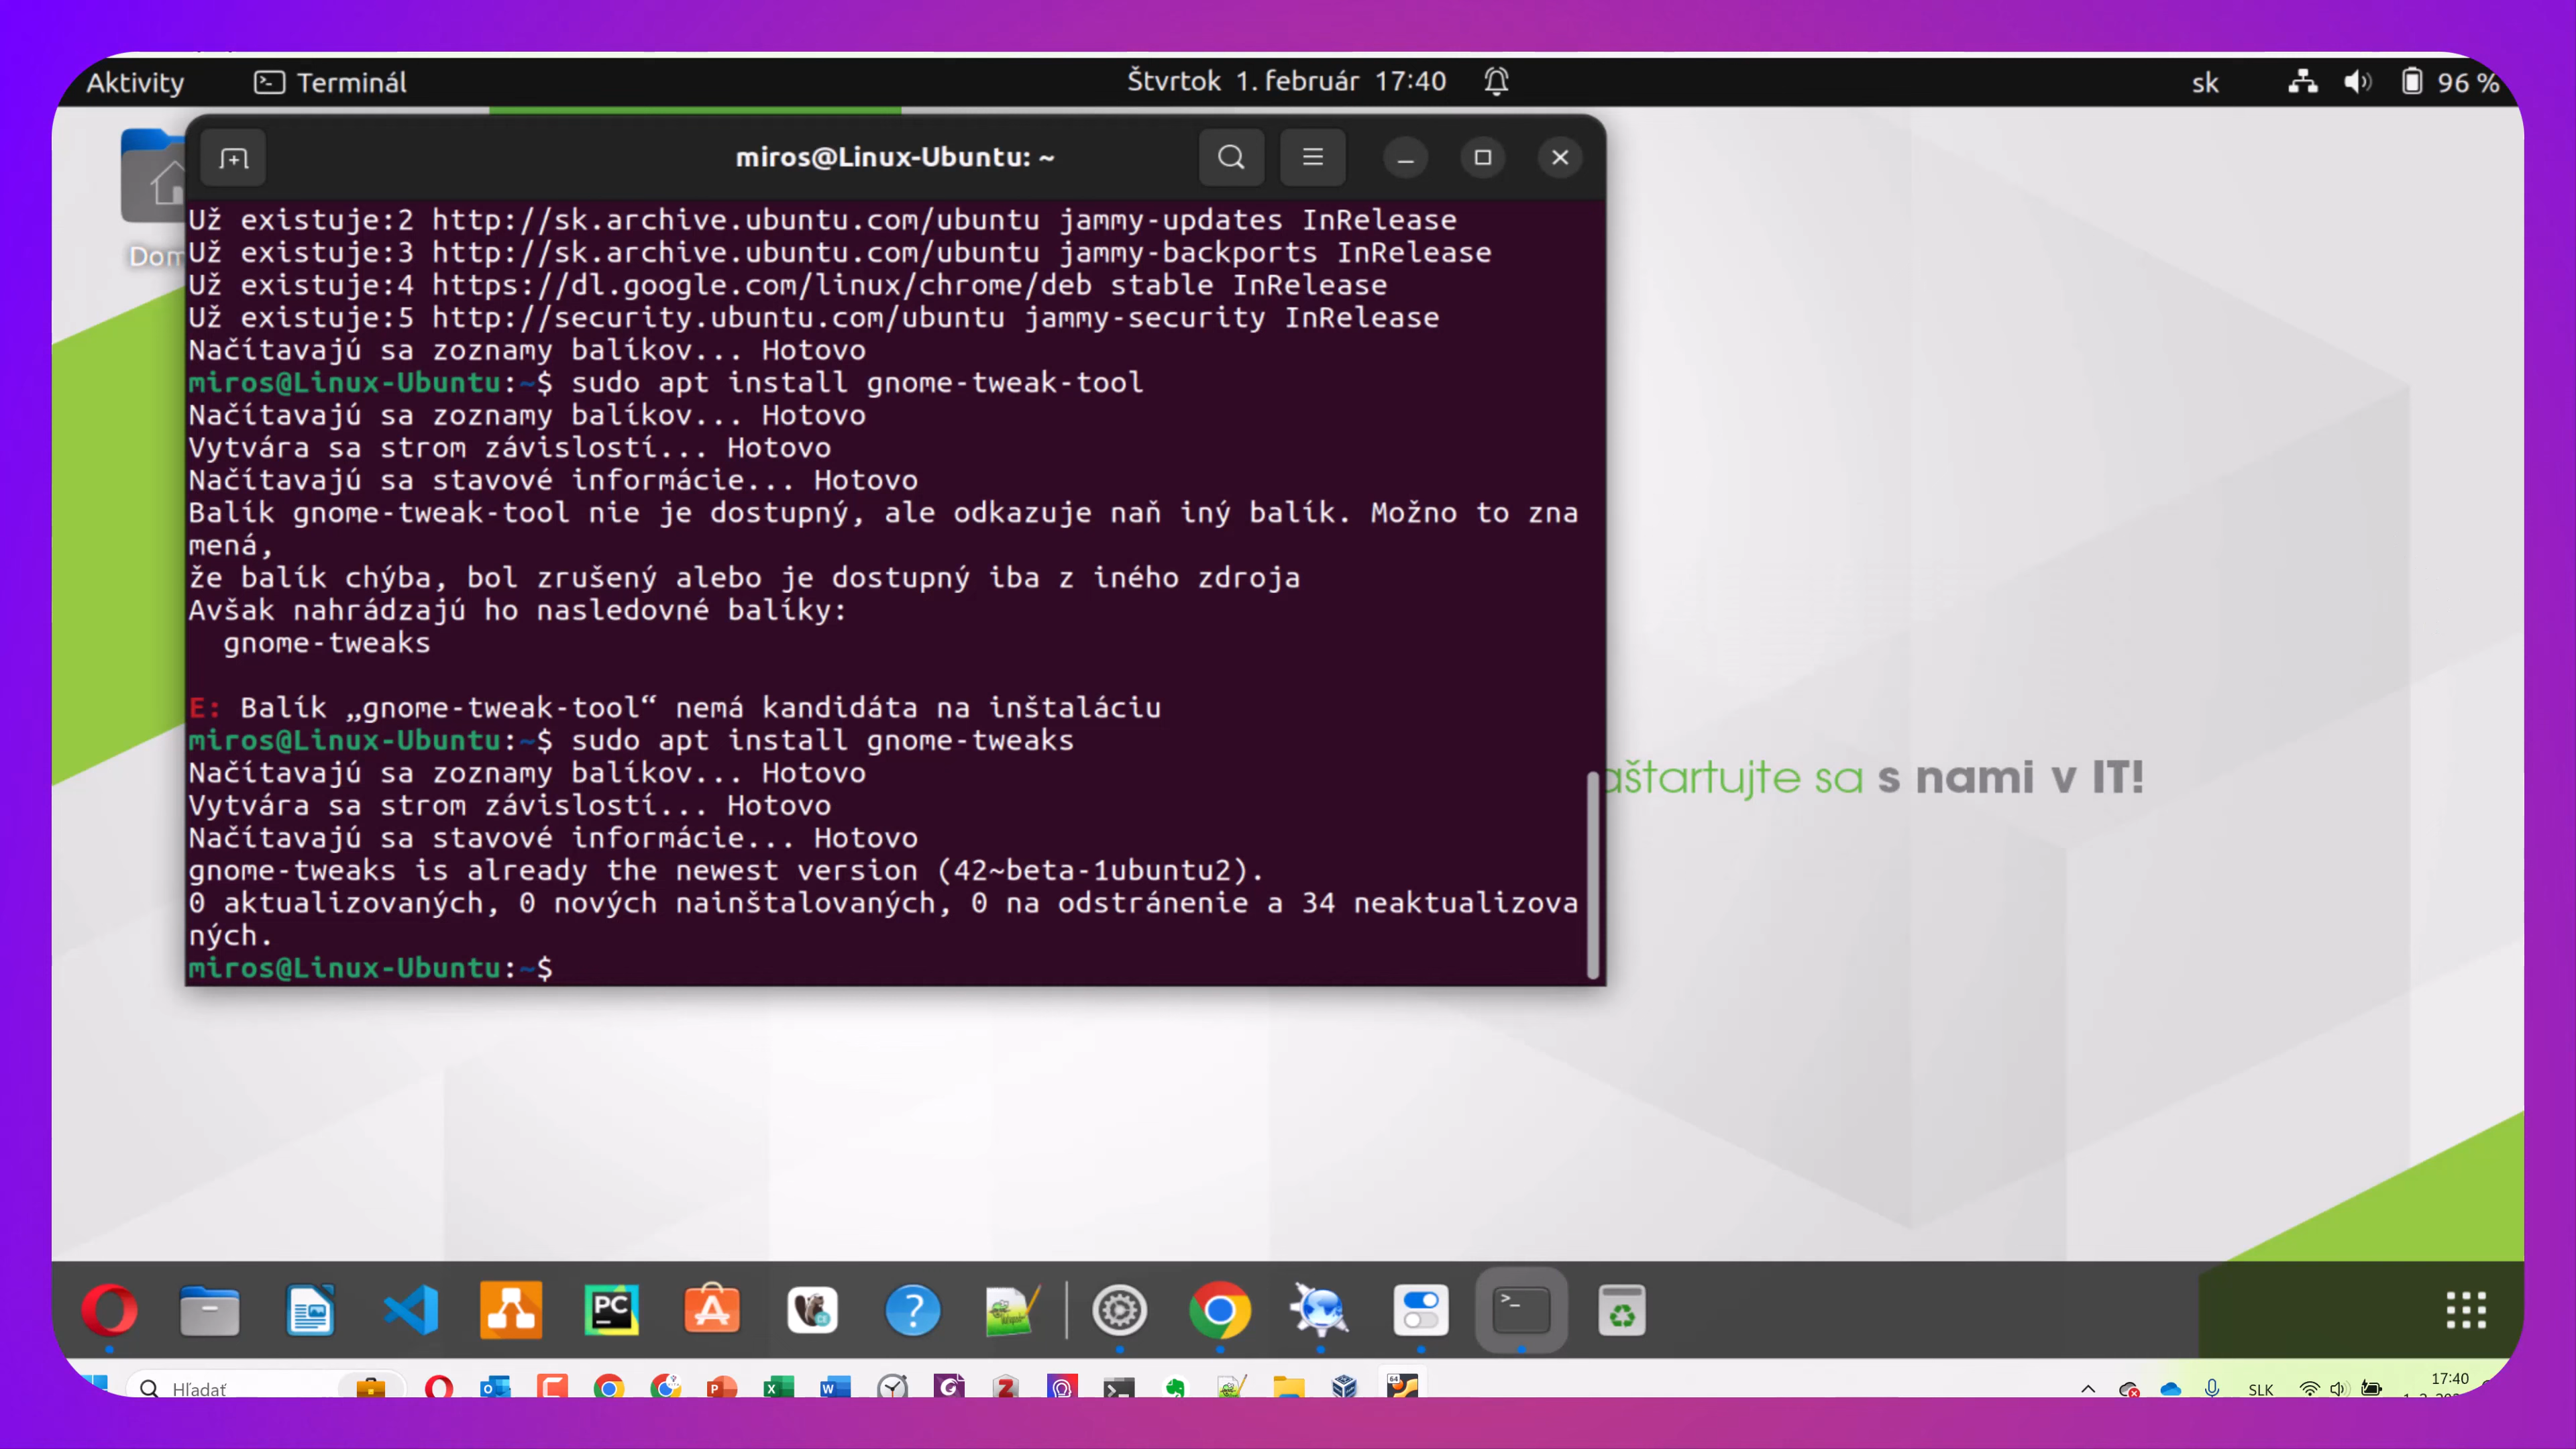 Aktivity
Terminál
Štvrtok 1. február 17:40
sk
96 %
miros@Linux-Ubuntu: ~
Už existuje:2 http://sk.archive.ubuntu.com/ubuntu jammy-updates InRelease
Už existuje:3 http://sk.archive.ubuntu.com/ubuntu jammy-backports InRelease
Už existuje:4 https://dl.google.com/linux/chrome/deb stable InRelease
Už existuje:5 http://security.ubuntu.com/ubuntu jammy-security InRelease
Načítavajú sa zoznamy balíkov... Hotovo
miros@Linux-Ubuntu:~$ sudo apt install gnome-tweak-tool
Načítavajú sa zoznamy balíkov... Hotovo
Vytvára sa strom závislostí... Hotovo
Načítavajú sa stavové informácie... Hotovo
Balík gnome-tweak-tool nie je dostupný, ale odkazuje naň iný balík. Možno to zna
mená,
že balík chýba, bol zrušený alebo je dostupný iba z iného zdroja
Avšak nahrádzajú ho nasledovné balíky:
gnome-tweaks
E: Balík „gnome-tweak-tool“ nemá kandidáta na inštaláciu
miros@Linux-Ubuntu:~$ sudo apt install gnome-tweaks
Načítavajú sa zoznamy balíkov... Hotovo
Vytvára sa strom závislostí... Hotovo
Načítavajú sa stavové informácie... Hotovo
gnome-tweaks is already the newest version (42~beta-1ubuntu2).
0 aktualizovaných, 0 nových nainštalovaných, 0 na odstránenie a 34 neaktualizova
ných.
miros@Linux-Ubuntu:~$
Dom
aštartujte sa s nami v IT!
PC
Hľadať
SLK
17:40